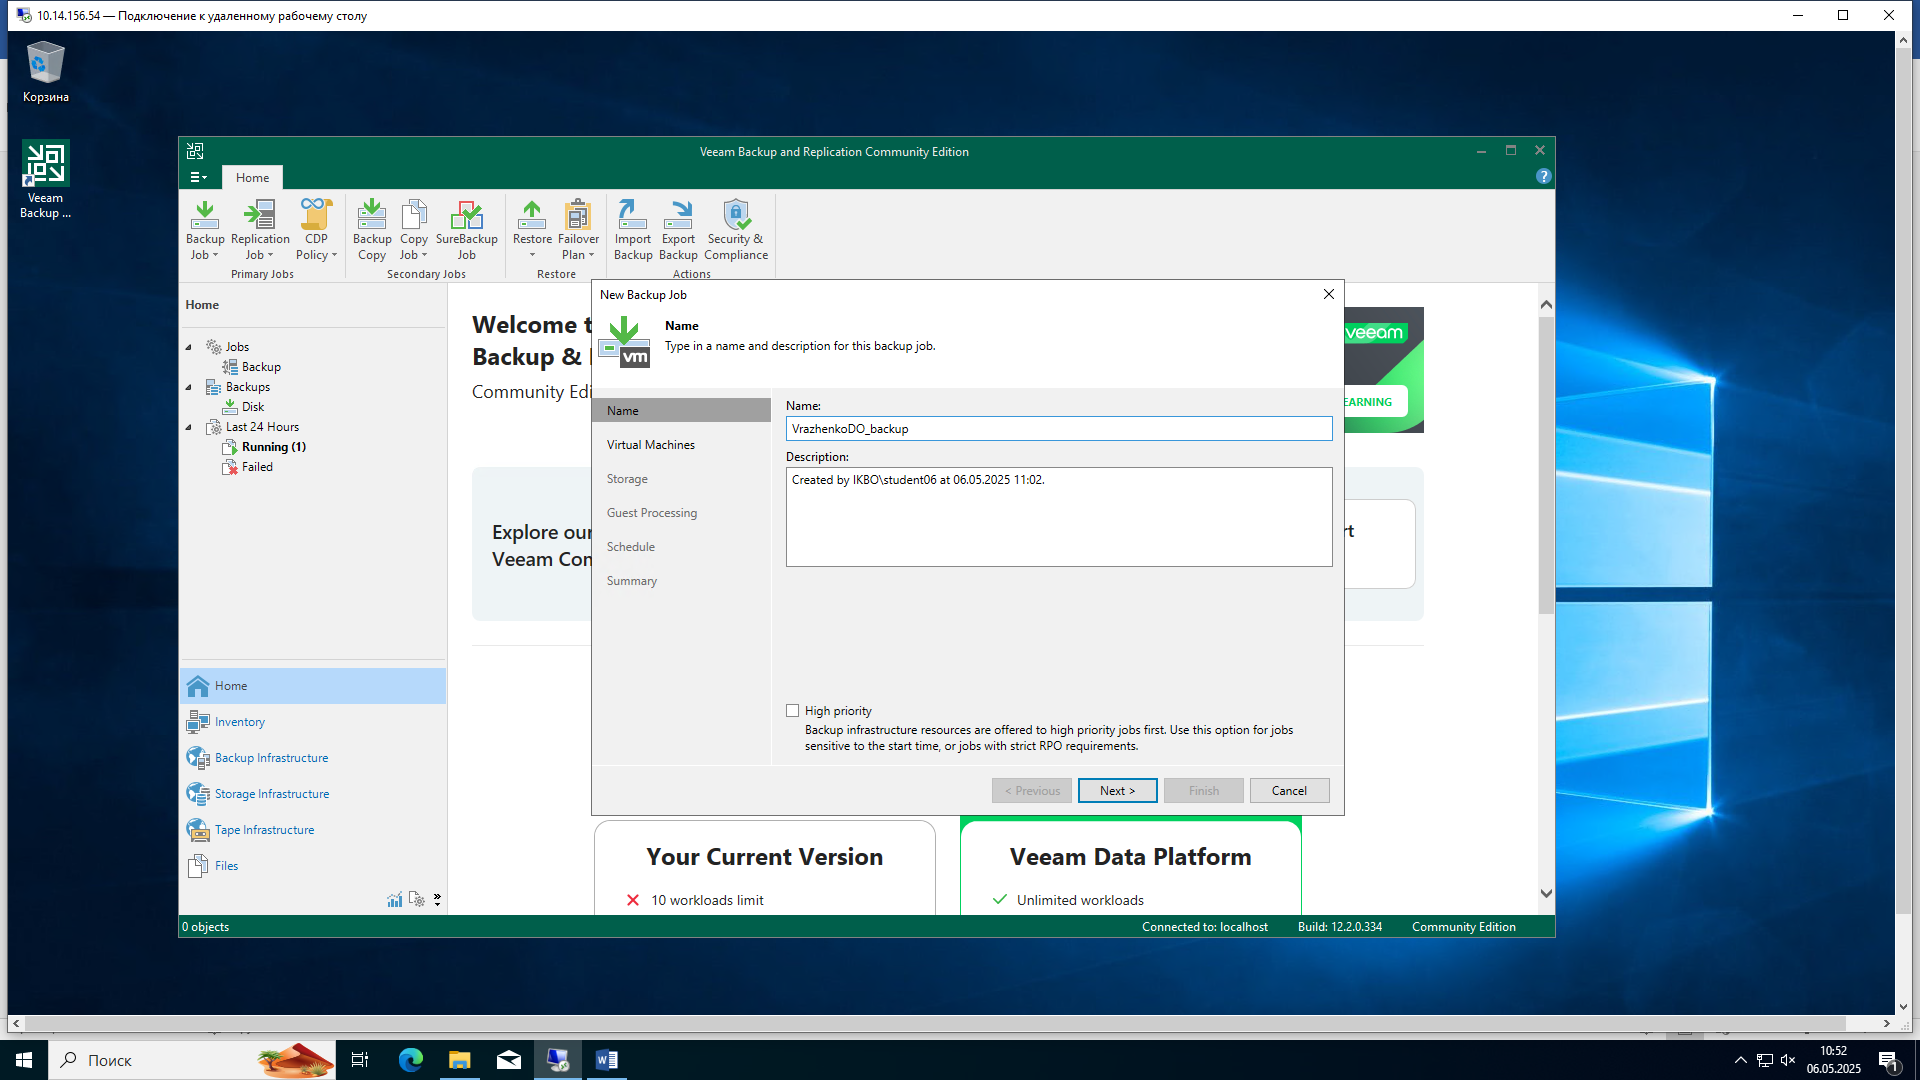 10.14.156.54 — Подключение к удаленному рабочему столу
Корзина
Veeam
Backup ...
Veeam Backup and Replication Community Edition
Home
Backup
Job
Replication
Job
CDP
Policy
Primary Jobs
Backup
Copy
Copy
Job
SureBackup
Job
Secondary Jobs
Restore
Failover
Plan
Restore
Import
Backup
Export
Backup
Security &
Compliance
Actions
Home
Jobs
Backup
Backups
Disk
Last 24 Hours
Running (1)
Failed
Home
Inventory
Backup Infrastructure
Storage Infrastructure
Tape Infrastructure
Files
Welcome t
Backup &
Community Edi
veeam
EARNING
Explore our
Veeam Con
rt
New Backup Job
vm
Name
Type in a name and description for this backup job.
Name
Virtual Machines
Storage
Guest Processing
Schedule
Summary
Name:
VrazhenkoDO_backup
Description:
Created by IKBO\student06 at 06.05.2025 11:02.
High priority
Backup infrastructure resources are offered to high priority jobs first. Use this option for jobs
sensitive to the start time, or jobs with strict RPO requirements.
< Previous
Next >
Finish
Cancel
Your Current Version
10 workloads limit
Veeam Data Platform
Unlimited workloads
0 objects
Connected to: localhost
Build: 12.2.0.334
Community Edition
Поиск
10:52
06.05.2025
1